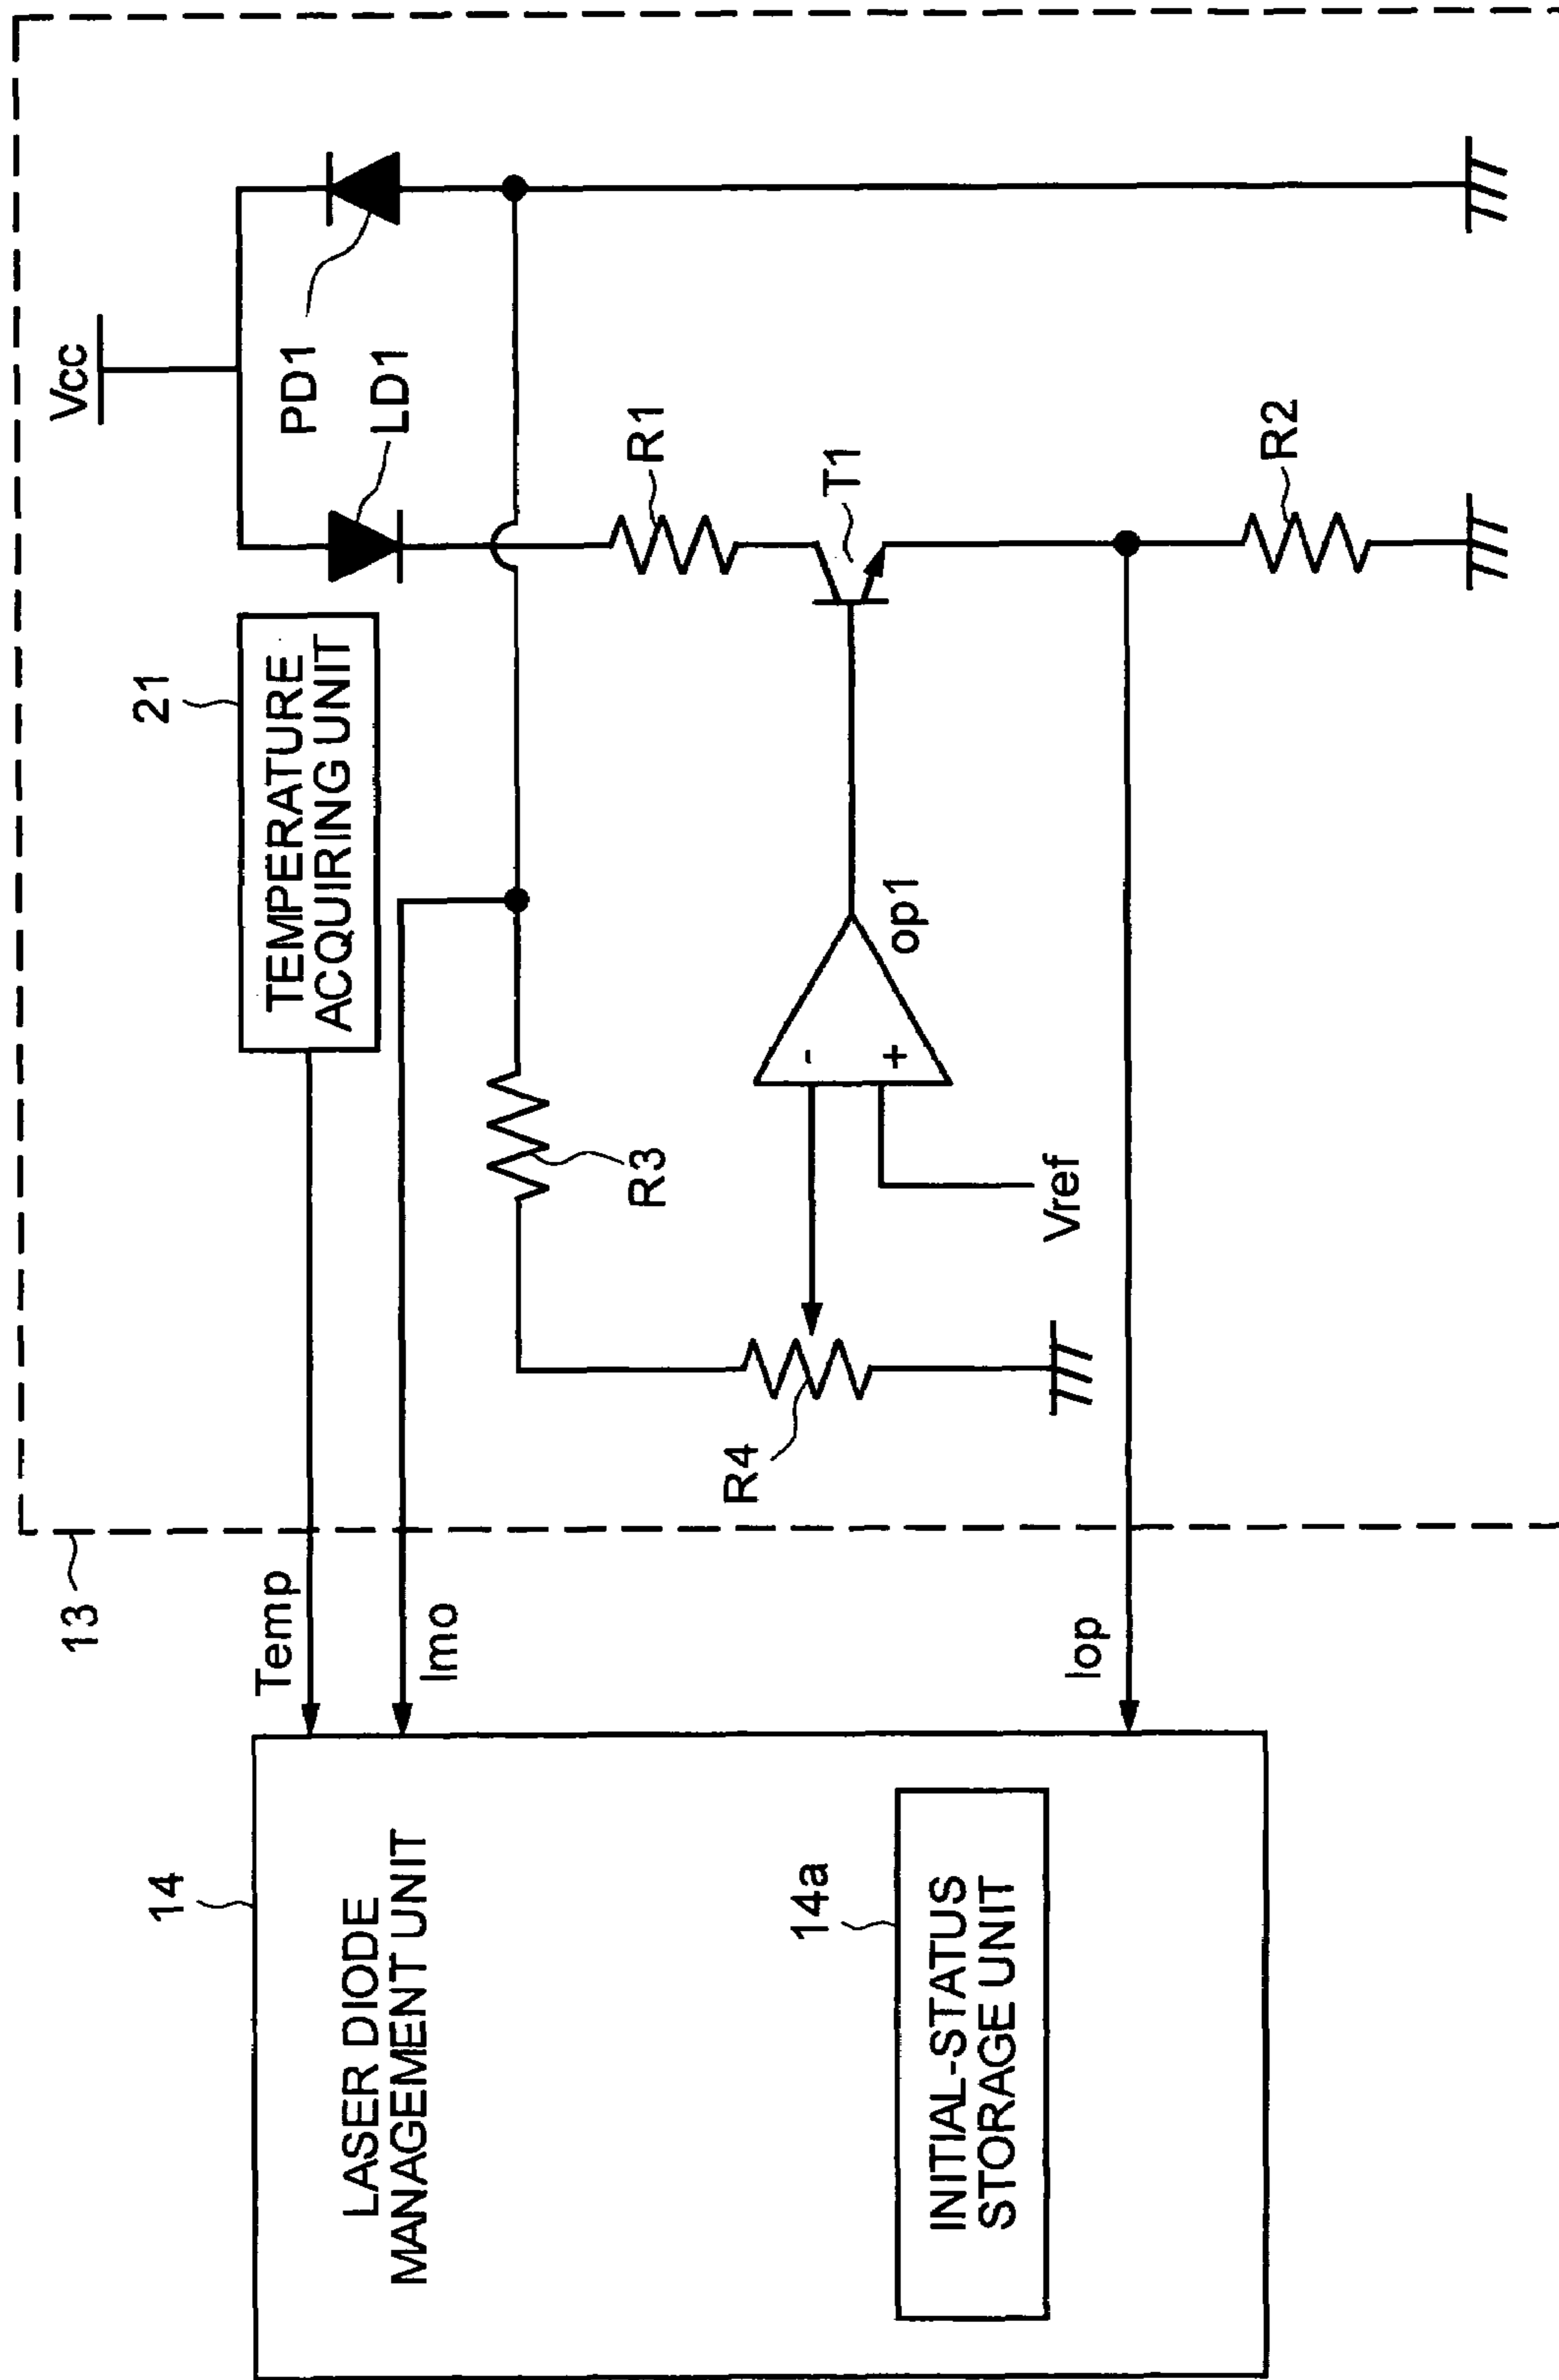 14
LASER DIODE
MANAGEMENT UNIT
14a
INITIAL-STATUS
STORAGE UNIT
Temp
Imo
Iop
13
21
TEMPERATURE
ACQUIRING UNIT
Vcc
PD1
LD1
R1
T1
R2
R3
R4
-
+
op1
Vref